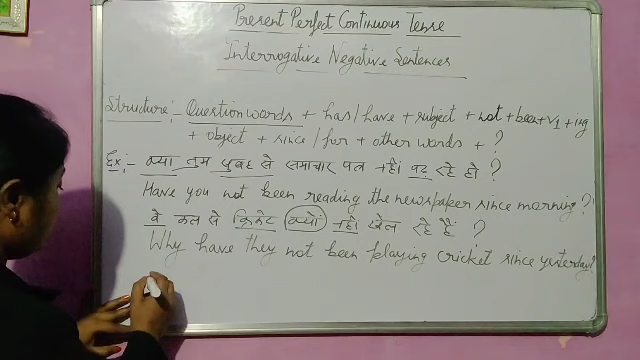 Present Perfect Continuous Tense
Interrogative Negative Sentences
Structure:- Question words + has/have + subject + not + been + V1 + ing
+ object + since/for + other words + ?
Ex:- क्या तुम सुबह से समाचार पत्र नहीं पढ़ रहे हो ?
Have you not been reading the newspaper since morning?
वे कल से क्रिकेट क्यों नहीं खेल रहे हैं ?
Why have they not been playing cricket since yesterday?